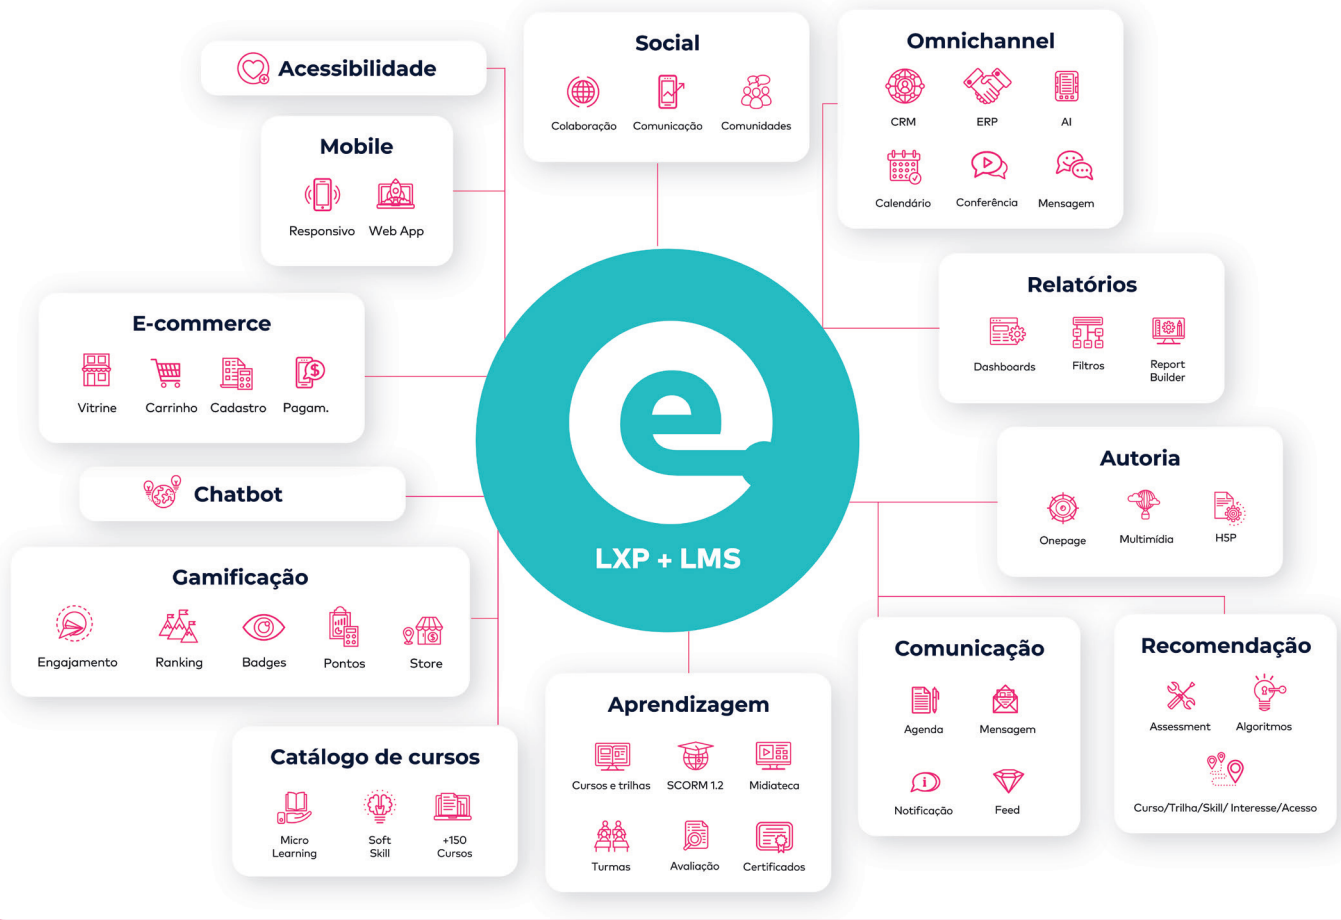 Acessibilidade
Mobile
Responsivo
Web App
Social
Colaboração
Comunicação
Comunidades
Omnichannel
CRM
ERP
AI
Calendário
Conferência
Mensagem
E-commerce
Vitrine
Carrinho
Cadastro
Pagam.
Relatórios
Dashboards
Filtros
Report
Builder
Chatbot
e
LXP + LMS
Autoria
Onepage
Multimídia
H5P
Gamificação
Engajamento
Ranking
Badges
Pontos
Store
Comunicação
Agenda
Mensagem
Notificação
Feed
Recomendação
Assessment
Algoritmos
Curso/Trilha/Skill/ Interesse/Acesso
Catálogo de cursos
Micro
Learning
Soft
Skill
+150
Cursos
Aprendizagem
Cursos e trilhas
SCORM 1.2
Midiateca
Turmas
Avaliação
Certificados